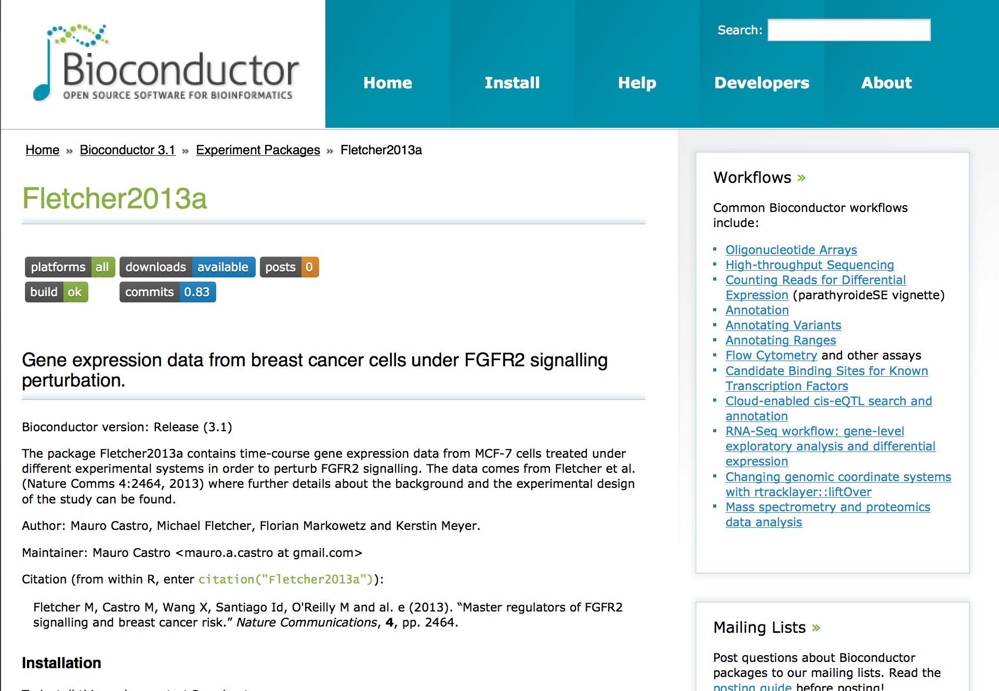 Bioconductor
OPEN SOURCE SOFTWARE FOR BIOINFORMATICS
Search:
Home Install Help Developers About
Home » Bioconductor 3.1 » Experiment Packages » Fletcher2013a
Fletcher2013a
platforms all downloads available posts 0
build ok commits 0.83
Gene expression data from breast cancer cells under FGFR2 signalling
perturbation.
Bioconductor version: Release (3.1)
The package Fletcher2013a contains time-course gene expression data from MCF-7 cells treated under
different experimental systems in order to perturb FGFR2 signalling. The data comes from Fletcher et al.
(Nature Comms 4:2464, 2013) where further details about the background and the experimental design
of the study can be found.
Author: Mauro Castro, Michael Fletcher, Florian Markowetz and Kerstin Meyer.
Maintainer: Mauro Castro <mauro.a.castro at gmail.com>
Citation (from within R, enter citation("Fletcher2013a")):
Fletcher M, Castro M, Wang X, Santiago Id, O'Reilly M and al. e (2013). “Master regulators of FGFR2
signalling and breast cancer risk.” Nature Communications, 4, pp. 2464.
Installation
Workflows »
Common Bioconductor workflows
include:
Oligonucleotide Arrays
High-throughput Sequencing
Counting Reads for Differential
Expression (parathyroideSE vignette)
Annotation
Annotating Variants
Annotating Ranges
Flow Cytometry and other assays
Candidate Binding Sites for Known
Transcription Factors
Cloud-enabled cis-eQTL search and
annotation
RNA-Seq workflow: gene-level
exploratory analysis and differential
expression
Changing genomic coordinate systems
with rtracklayer::liftOver
Mass spectrometry and proteomics
data analysis
Mailing Lists »
Post questions about Bioconductor
packages to our mailing lists. Read the
posting guide before posting!